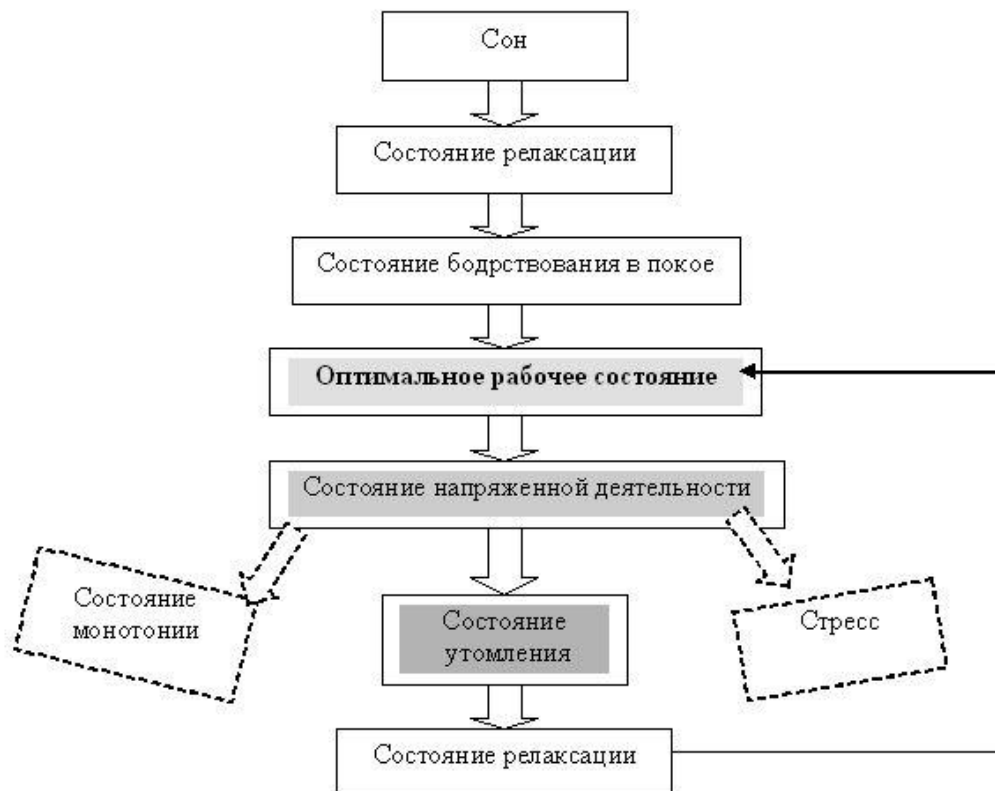 Сон
Состояние релаксации
Состояние бодрствования в покое
Оптимальное рабочее состояние
Состояние напряженной деятельности
Состояние
монотонии
Состояние
утомления
Стресс
Состояние релаксации